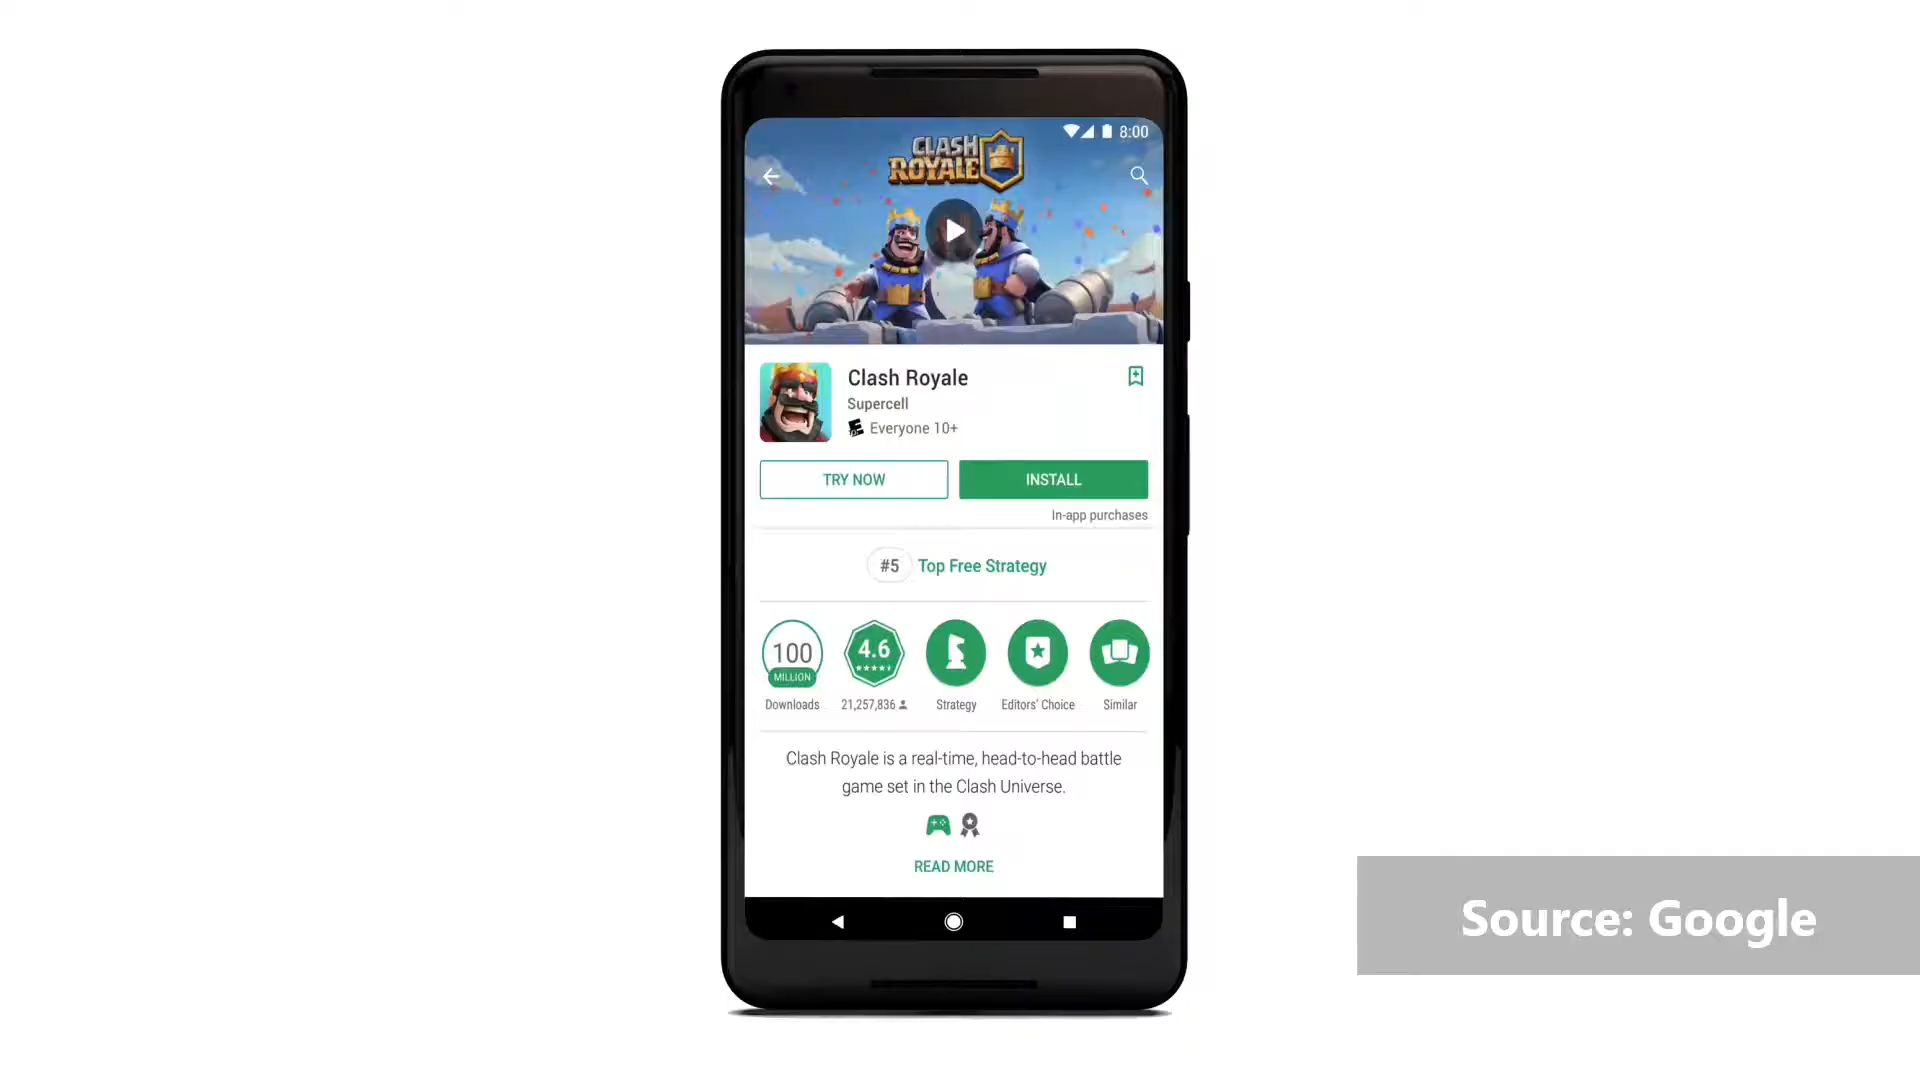 8:00
CLASH
ROYALE
Clash Royale
Supercell
Everyone 10+
TRY NOW
INSTALL
In-app purchases
#5 Top Free Strategy
100
MILLION
4.6
Downloads
21,257,836
Strategy
Editors' Choice
Similar
Clash Royale is a real-time, head-to-head battle
game set in the Clash Universe.
READ MORE
Source: Google